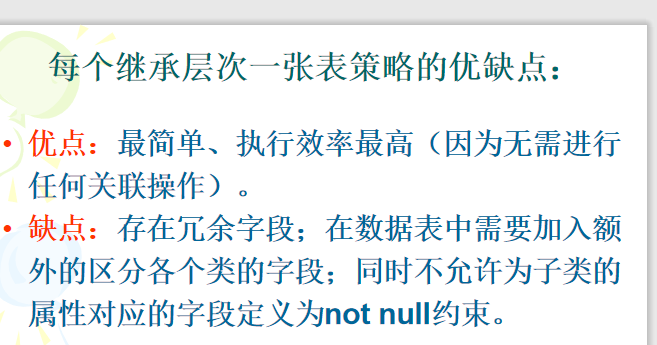 每个继承层次一张表策略的优缺点：
• 优点：最简单、执行效率最高（因为无需进行
任何关联操作）。
• 缺点：存在冗余字段；在数据表中需要加入额
外的区分各个类的字段；同时不允许为子类的
属性对应的字段定义为not null约束。